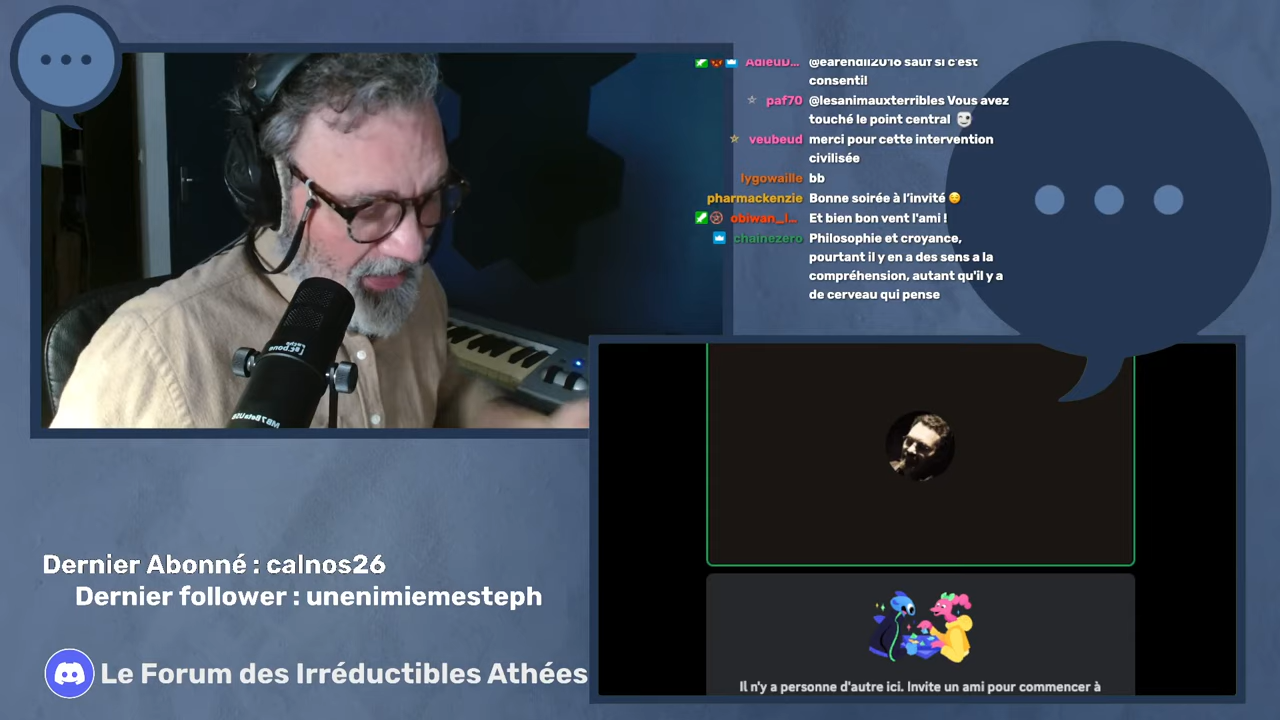 AdieuD... @earendil2016 sauf si c'est
consenti!
paf70 @lesanimauxterribles Vous avez
touché le point central
veubeud merci pour cette intervention
civilisée
lygowaille bb
pharmackenzie Bonne soirée à l'invité
obiwan_l... Et bien bon vent l'ami !
chainezero Philosophie et croyance,
pourtant il y en a des sens a la
compréhension, autant qu'il y a
de cerveau qui pense
Dernier Abonné : calnos26
Dernier follower : unenimiemesteph
Le Forum des Irréductibles Athées
Il n'y a personne d'autre ici. Invite un ami pour commencer à